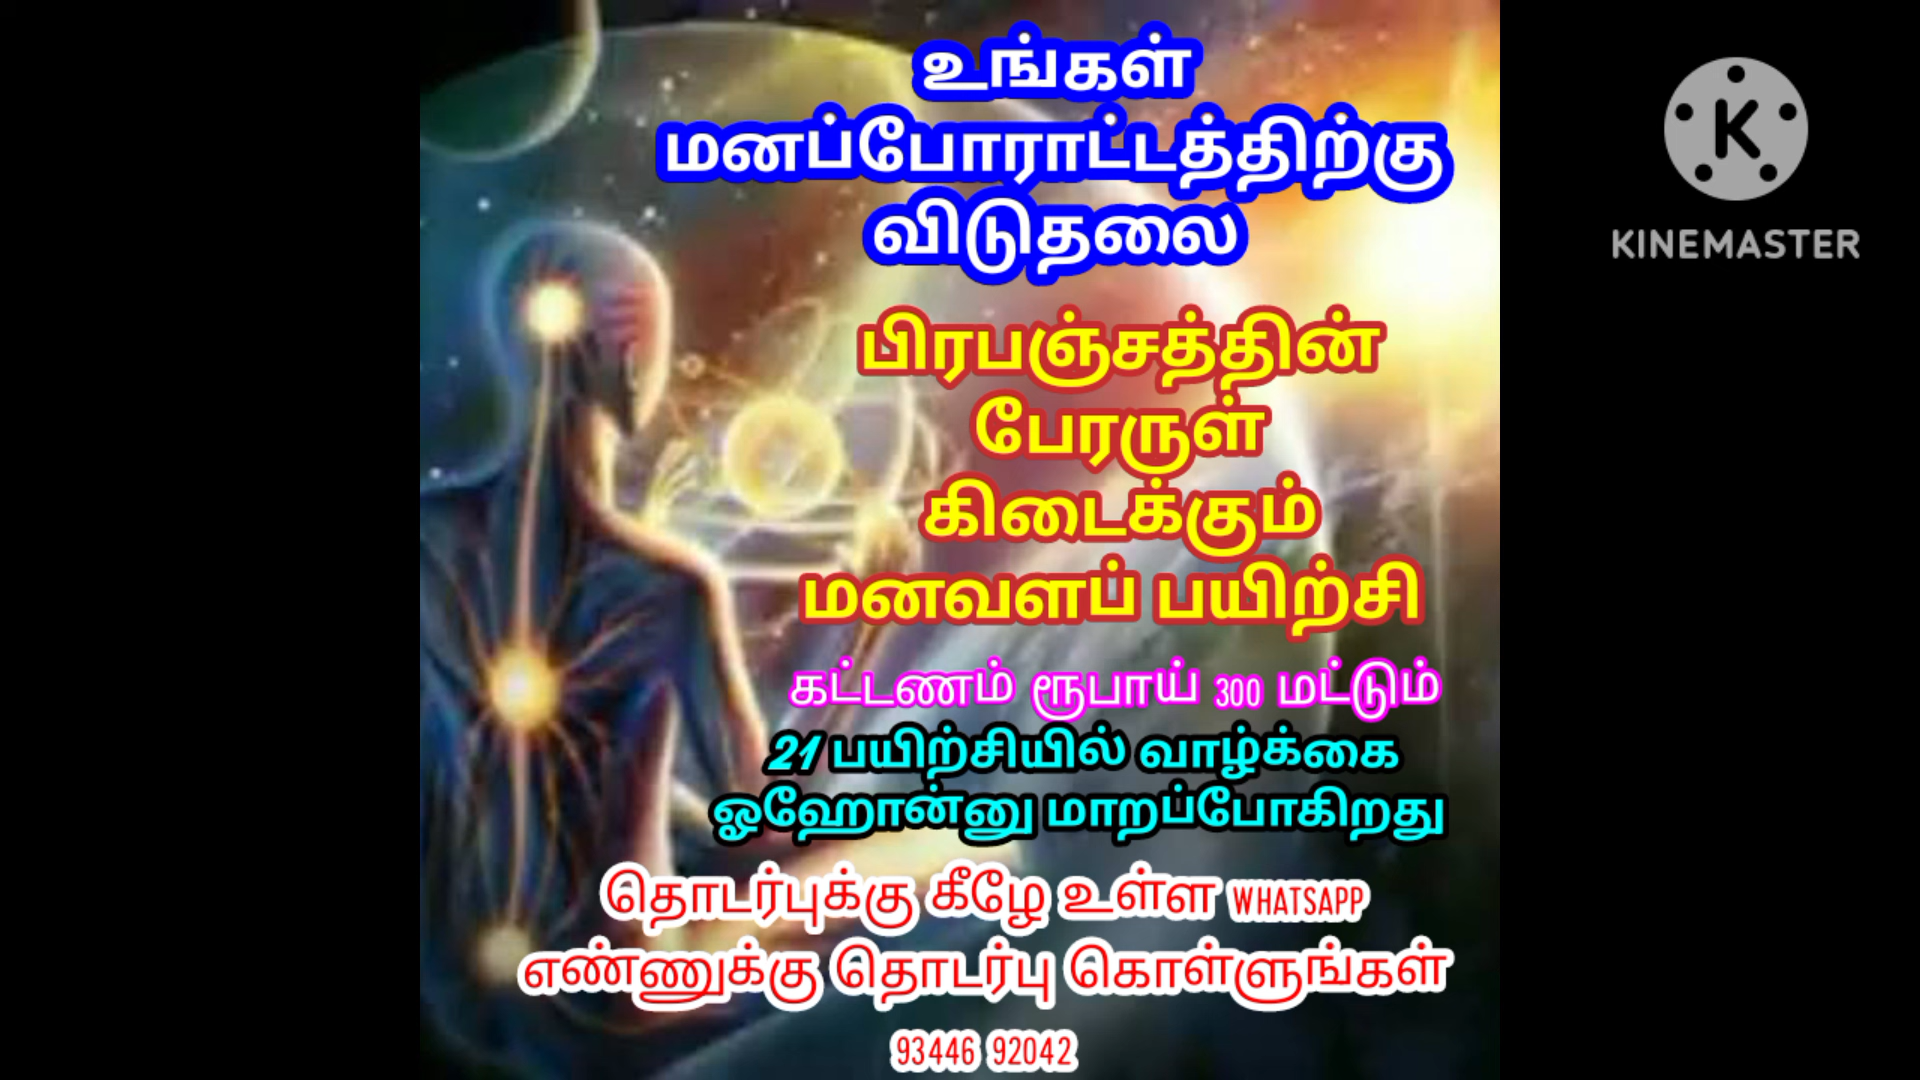 உங்கள்
மனப்போராட்டத்திற்கு
விடுதலை
பிரபஞ்சத்தின்
பேரருள்
கிடைக்கும்
மனவளப் பயிற்சி
கட்டணம் ரூபாய் 300 மட்டும்
21 பயிற்சியில் வாழ்க்கை
ஓஹோன்னு மாறப்போகிறது
தொடர்புக்கு கீழே உள்ள WHATSAPP
எண்ணுக்கு தொடர்பு கொள்ளுங்கள்
93446 92042
K
KINEMASTER